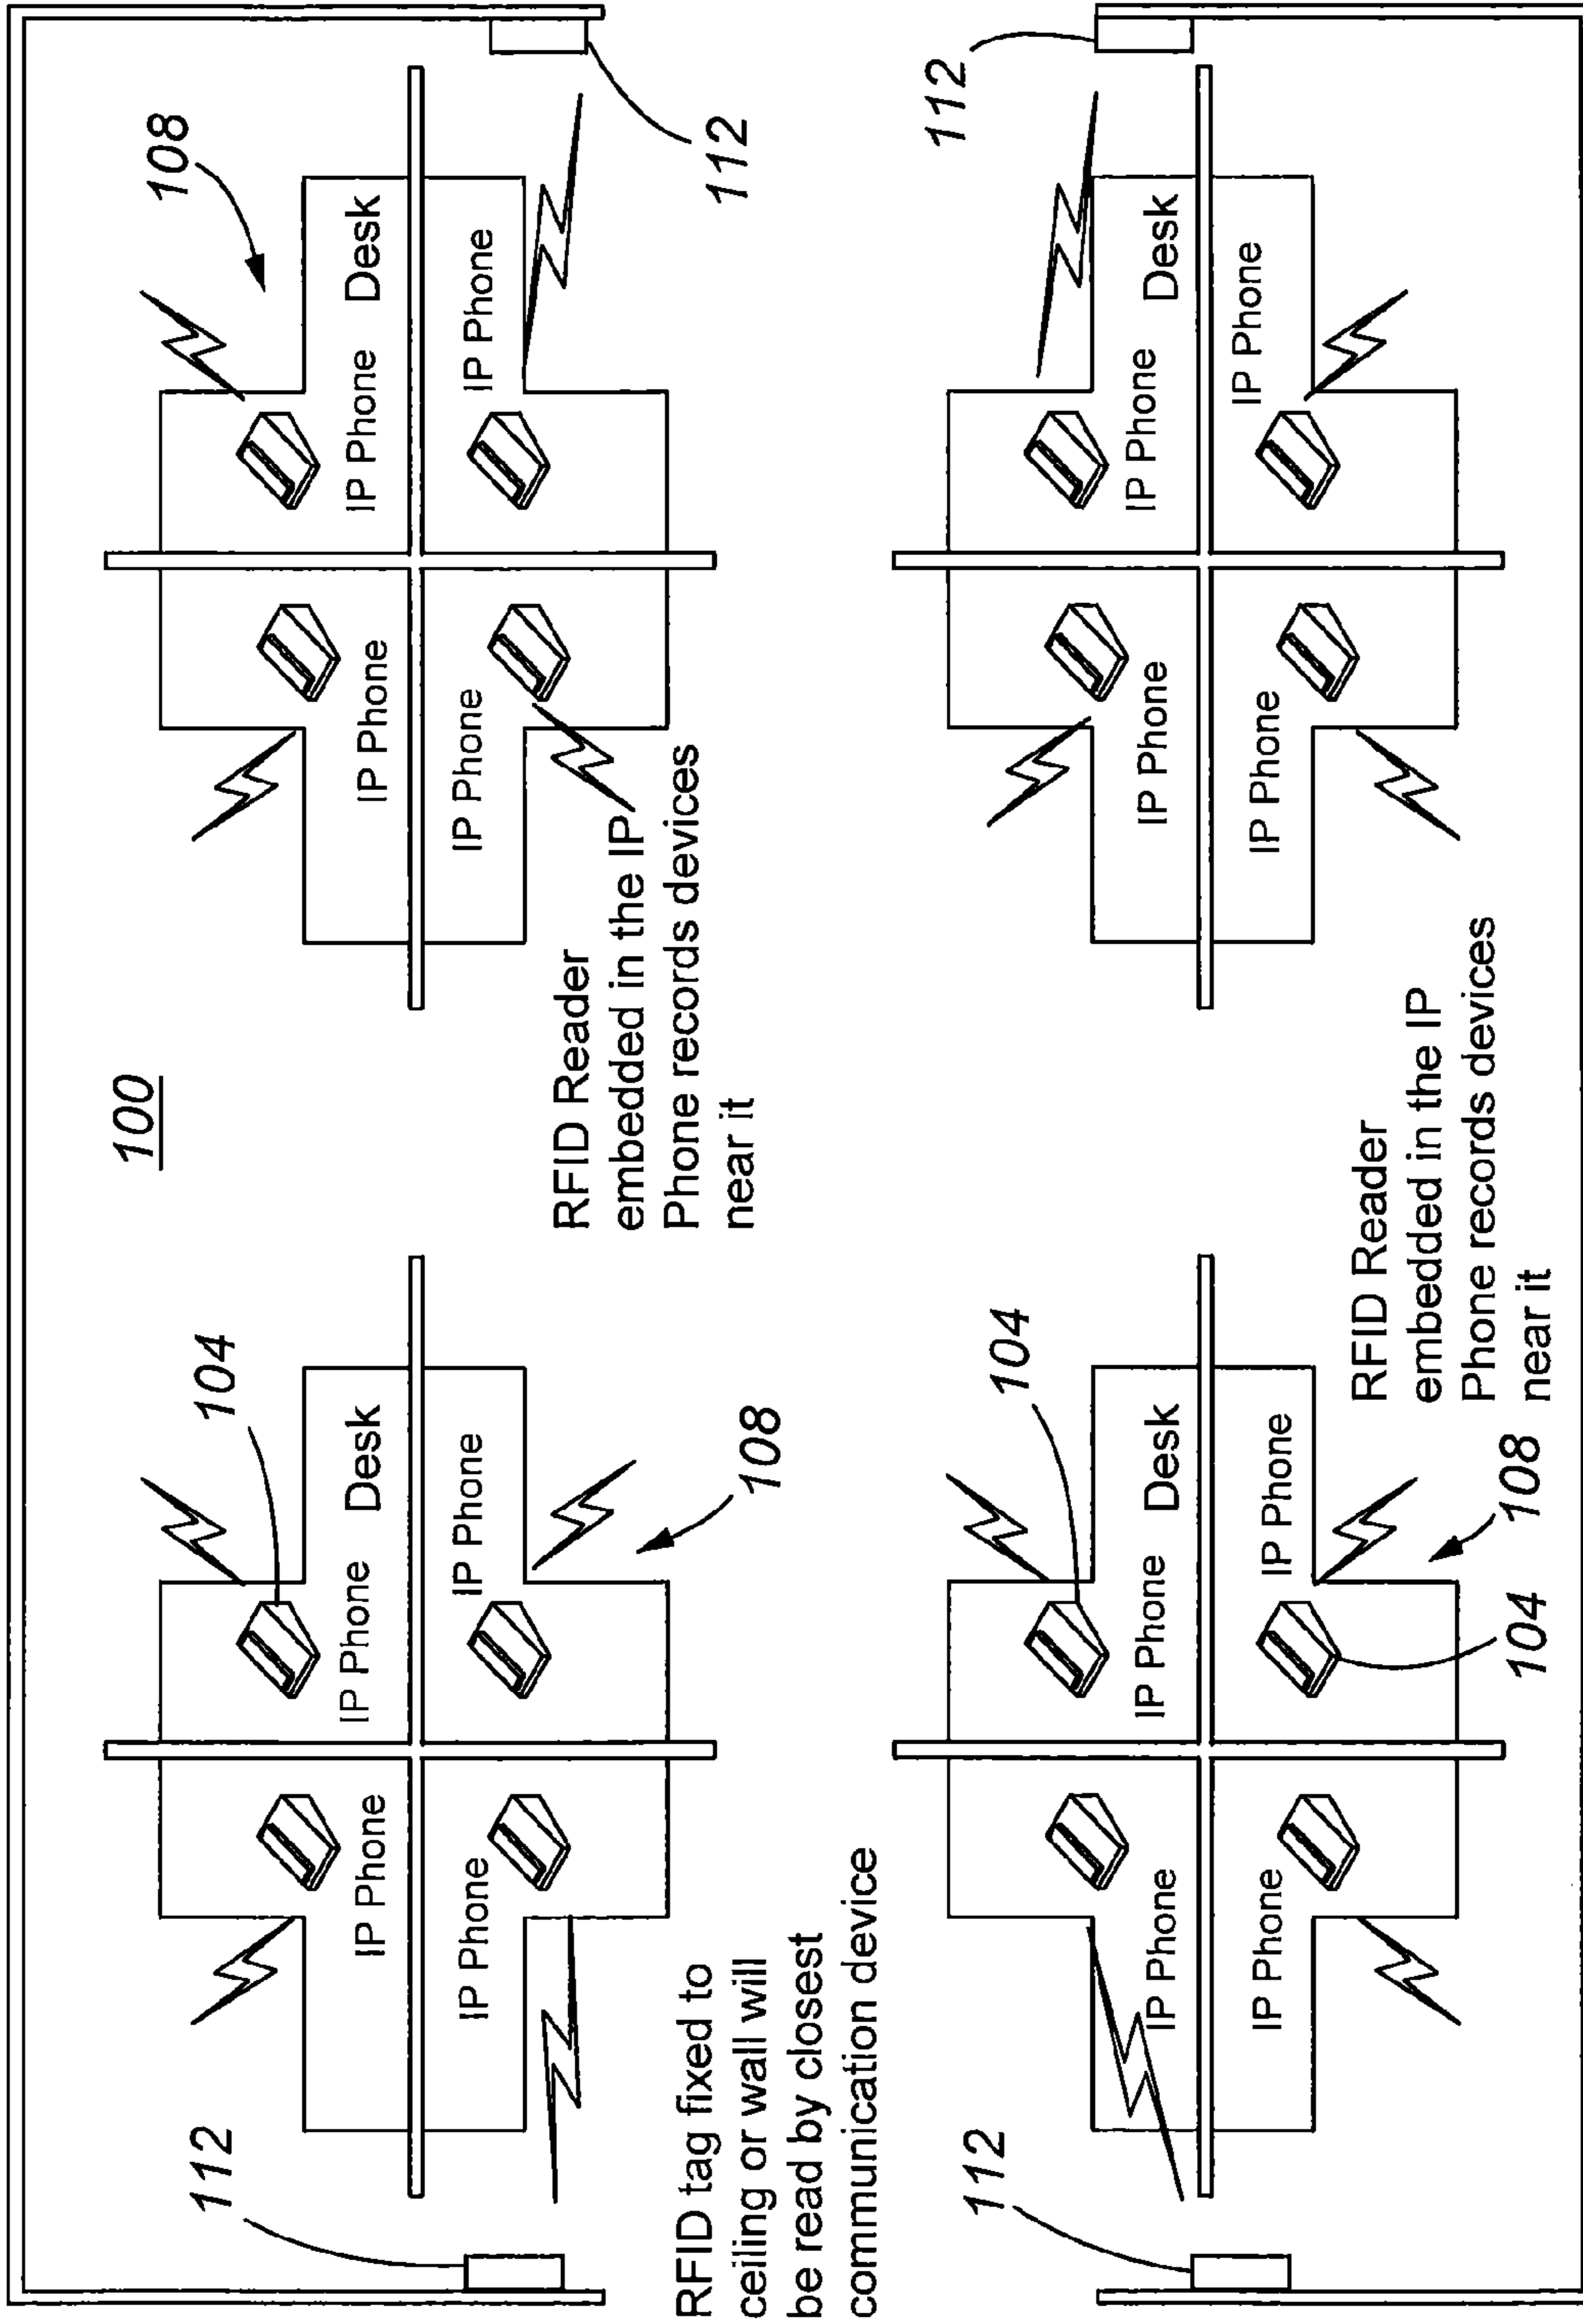 100
108
112
104
IP Phone
IP Phone Desk
IP Phone
IP Phone Desk
IP Phone
IP Phone
IP Phone
IP Phone
RFID Reader
embedded in the IP
Phone records devices
near it
112
108
RFID tag fixed to
ceiling or wall will
be read by closest
communication device
112
112
104
IP Phone
IP Phone Desk
IP Phone
IP Phone Desk
IP Phone
IP Phone
IP Phone
IP Phone
RFID Reader
embedded in the IP
Phone records devices
near it
108
104